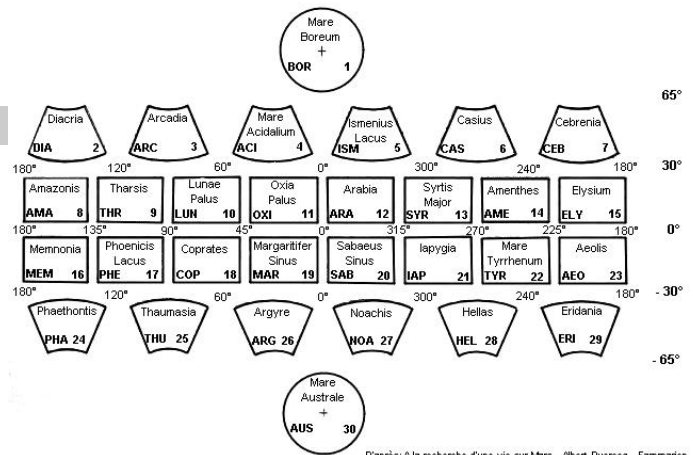 Mare
Boreum
+
BOR 1
65°
Diacria
DIA 2
Arcadia
ARC 3
Mare
Acidalium
ACI 4
Ismenius
Lacus
ISM 5
Casius
CAS 6
Cebrenia
CEB 7
180° 120° 60° 0° 300° 240° 180° 30°
Amazonis
AMA 8
Tharsis
THR 9
Lunae
Palus
LUN 10
Oxia
Palus
OXI 11
Arabia
ARA 12
Syrtis
Major
SYR 13
Amenthes
AME 14
Elysium
ELY 15
180° 135° 90° 45° 0° 315° 270° 225° 180° 0°
Memnonia
MEM 16
Phoenicis
Lacus
PHE 17
Coprates
COP 18
Margaritifer
Sinus
MAR 19
Sabaeus
Sinus
SAB 20
Iapygia
IAP 21
Mare
Tyrrhenum
TYR 22
Aeolis
AEO 23
180° 120° 60° 0° 300° 240° 180° - 30°
Phaethontis
PHA 24
Thaumasia
THU 25
Argyre
ARG 26
Noachis
NOA 27
Hellas
HEL 28
Eridania
ERI 29
- 65°
Mare
Australe
+
AUS 30